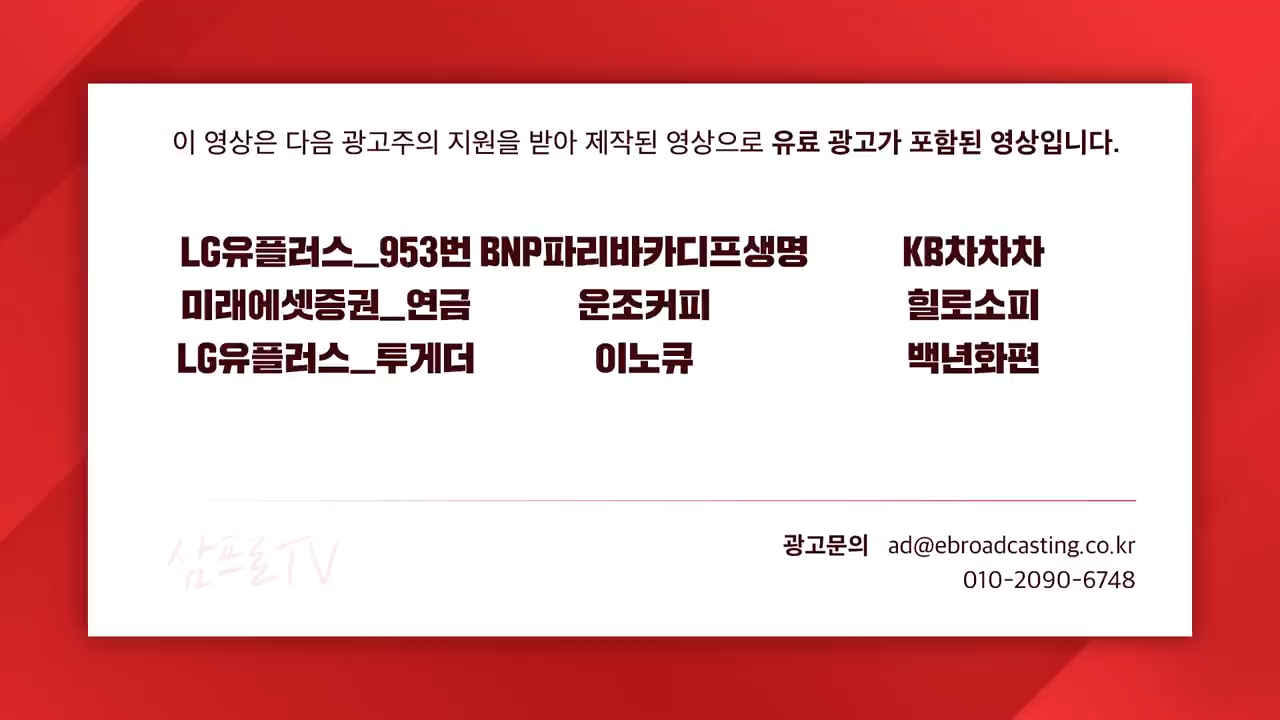 이 영상은 다음 광고주의 지원을 받아 제작된 영상으로 유료 광고가 포함된 영상입니다.
LG유플러스_953번 BNP파리바카디프생명 KB차차차
미래에셋증권_연금 운조커피 힐로소피
LG유플러스_투게더 이노큐 백년화편
삼프로TV 광고문의 ad@ebroadcasting.co.kr
010-2090-6748